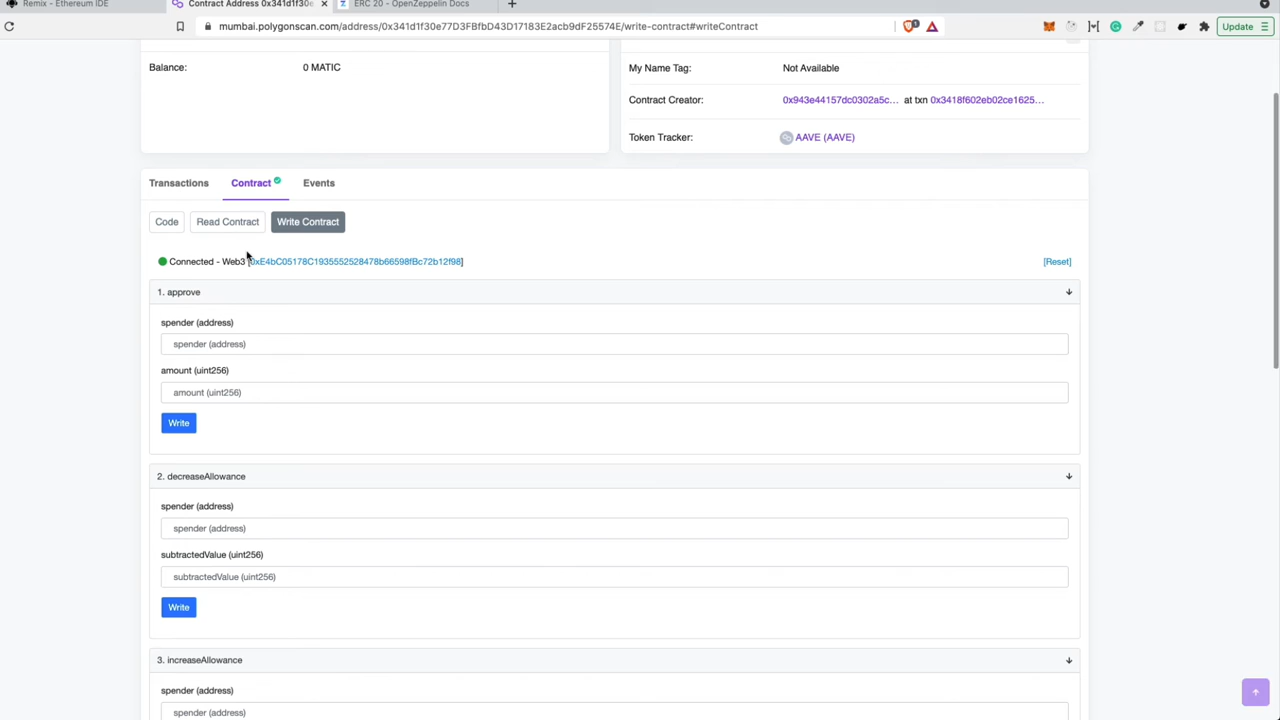 Remix - Ethereum IDE
Contract Address 0x341d1f30e
ERC 20 - OpenZeppelin Docs
mumbai.polygonscan.com/address/0x341d1f30e77D3FBfbD43D17183E2acb9dF25574E/write-contract#writeContract
Update
Balance:
0 MATIC
My Name Tag:
Not Available
Contract Creator:
0x943e44157dc0302a5c... at txn 0x3418f602eb02ce1625...
Token Tracker:
AAVE (AAVE)
Transactions
Contract
Events
Code
Read Contract
Write Contract
Connected - Web3 [0xE4bC05178C1935552528478b66598fBc72b12f98]
[Reset]
1. approve
spender (address)
spender (address)
amount (uint256)
amount (uint256)
Write
2. decreaseAllowance
spender (address)
spender (address)
subtractedValue (uint256)
subtractedValue (uint256)
Write
3. increaseAllowance
spender (address)
spender (address)